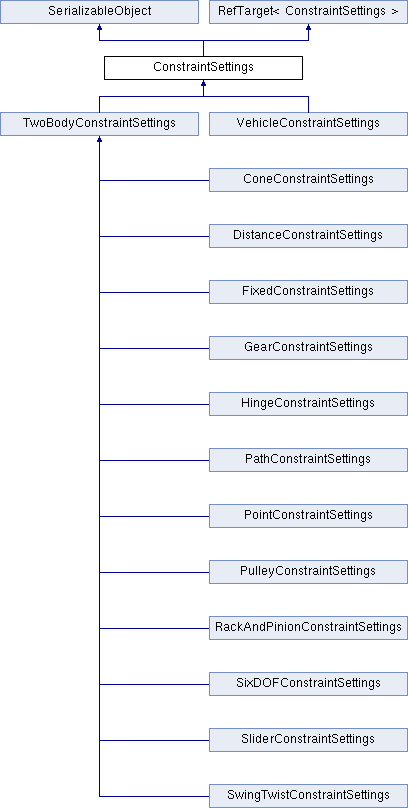 SerializableObject
RefTarget< ConstraintSettings >
ConstraintSettings
TwoBodyConstraintSettings
VehicleConstraintSettings
ConeConstraintSettings
DistanceConstraintSettings
FixedConstraintSettings
GearConstraintSettings
HingeConstraintSettings
PathConstraintSettings
PointConstraintSettings
PulleyConstraintSettings
RackAndPinionConstraintSettings
SixDOFConstraintSettings
SliderConstraintSettings
SwingTwistConstraintSettings